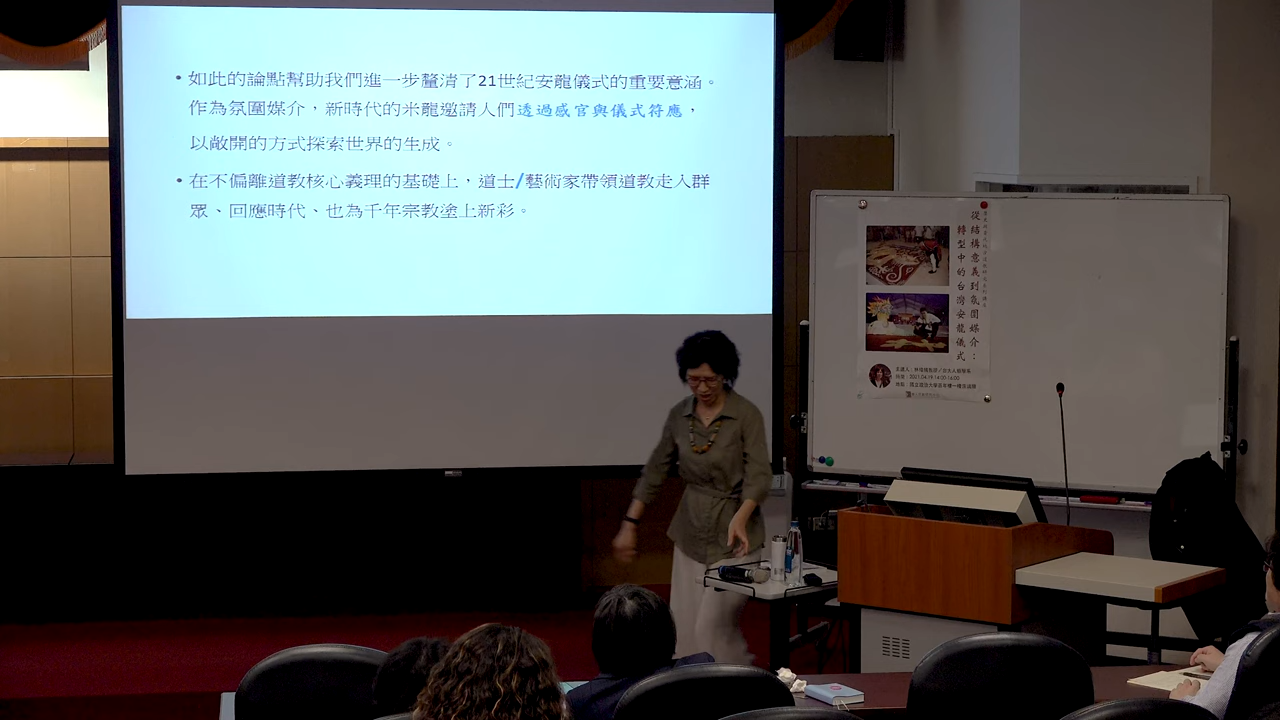 • 如此的論點幫助我們進一步釐清了21世紀安龍儀式的重要意涵。
作為氛圍媒介，新時代的米龍邀請人們透過感官與儀式符應，
以敞開的方式探索世界的生成。
• 在不偏離道教核心義理的基礎上，道士/藝術家帶領道教走入群
眾、回應時代、也為千年宗教塗上新彩。
從結構意義到氛圍媒介：
轉型中的台灣安龍儀式